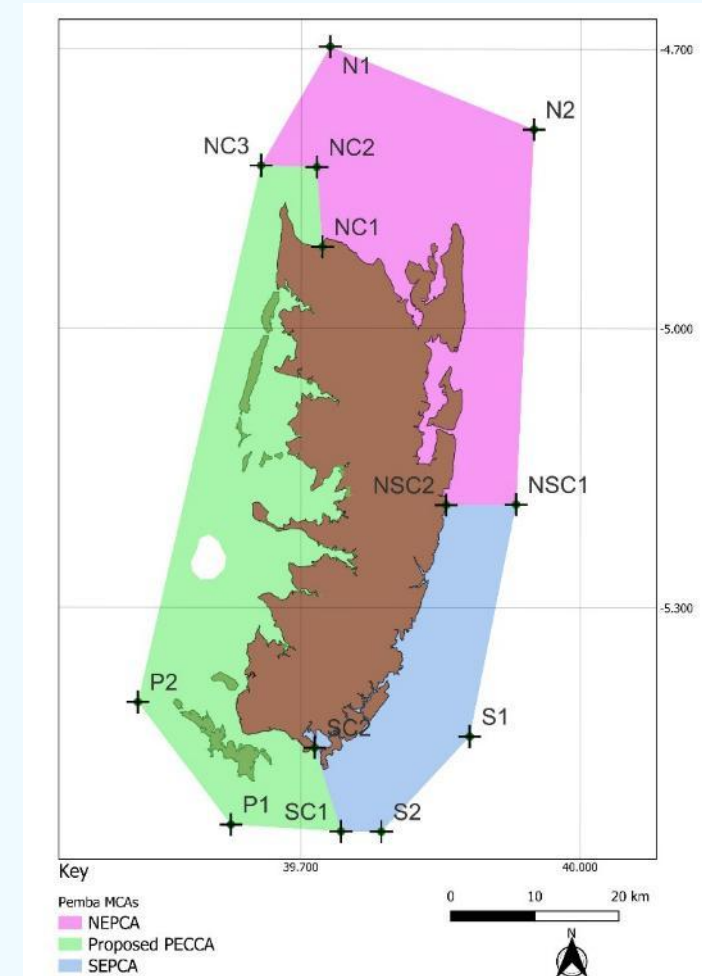 -4.700
N1
N2
NC3
NC2
NC1
-5.000
NSC2
NSC1
-5.300
P2
S1
SC2
P1
SC1
S2
39.700
40.000
Key
Pemba MCAs
NEPCA
Proposed PECCA
SEPCA
0 10 20 km
N